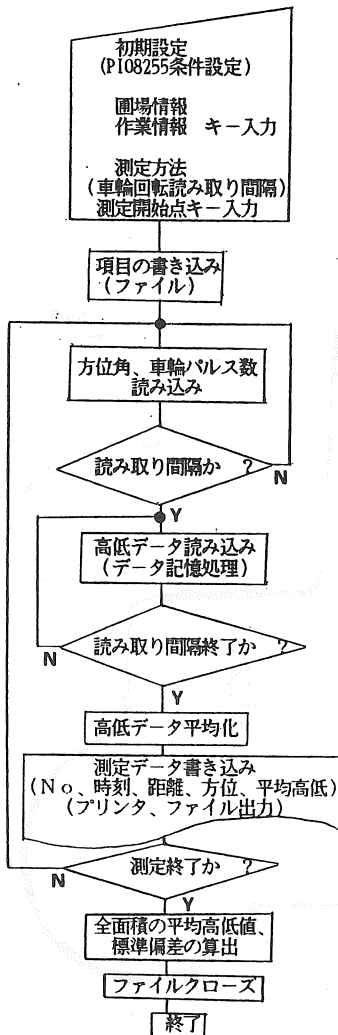 初期設定
(PIO8255条件設定)
圃場情報
作業情報 キー入力
測定方法
(車輪回転読み取り間隔)
測定開始点キー入力
項目の書き込み
(ファイル)
方位角、車輪パルス数
読み込み
読み取り間隔か ?
N
Y
高低データ読み込み
(データ記憶処理)
読み取り間隔終了か ?
N
Y
高低データ平均化
測定データ書き込み
(No、時刻、距離、方位、平均高低)
(プリンタ、ファイル出力)
測定終了か ?
N
Y
全面積の平均高低値、
標準偏差の算出
ファイルクローズ
終了